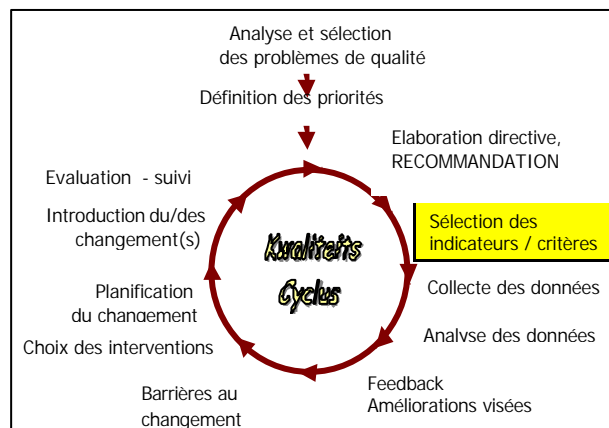 Analyse et sélection
des problèmes de qualité
Définition des priorités
Elaboration directive,
RECOMMANDATION
Sélection des
indicateurs / critères
Collecte des données
Analyse des données
Feedback
Améliorations visées
Barrières au
changement
Choix des interventions
Planification
du changement
Introduction du/des
changement(s)
Evaluation - suivi
Kwaliteits
Cyclus